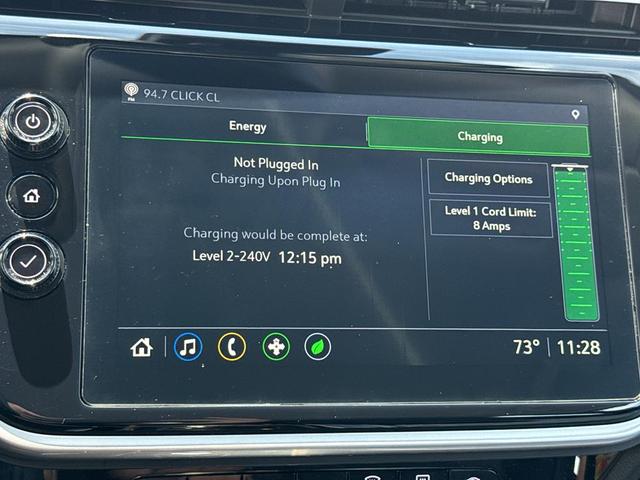 FM
94.7 CLICK CL
Energy
Charging
Not Plugged In
Charging Upon Plug In
Charging would be complete at:
Level 2-240V 12:15 pm
Charging Options
Level 1 Cord Limit:
8 Amps
73° 11:28